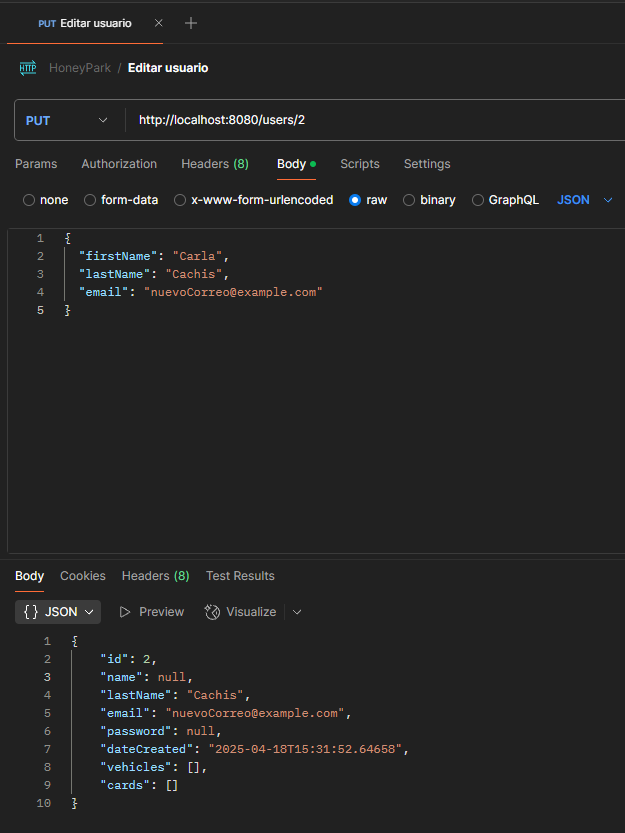 PUT Editar usuario
HTTP HoneyPark / Editar usuario
PUT http://localhost:8080/users/2
Params Authorization Headers (8) Body Scripts Settings
none form-data x-www-form-urlencoded raw binary GraphQL JSON
1 {
2 "firstName": "Carla",
3 "lastName": "Cachis",
4 "email": "nuevoCorreo@example.com"
5 }
Body Cookies Headers (8) Test Results
{} JSON Preview Visualize
1 {
2 "id": 2,
3 "name": null,
4 "lastName": "Cachis",
5 "email": "nuevoCorreo@example.com",
6 "password": null,
7 "dateCreated": "2025-04-18T15:31:52.64658",
8 "vehicles": [],
9 "cards": []
10 }